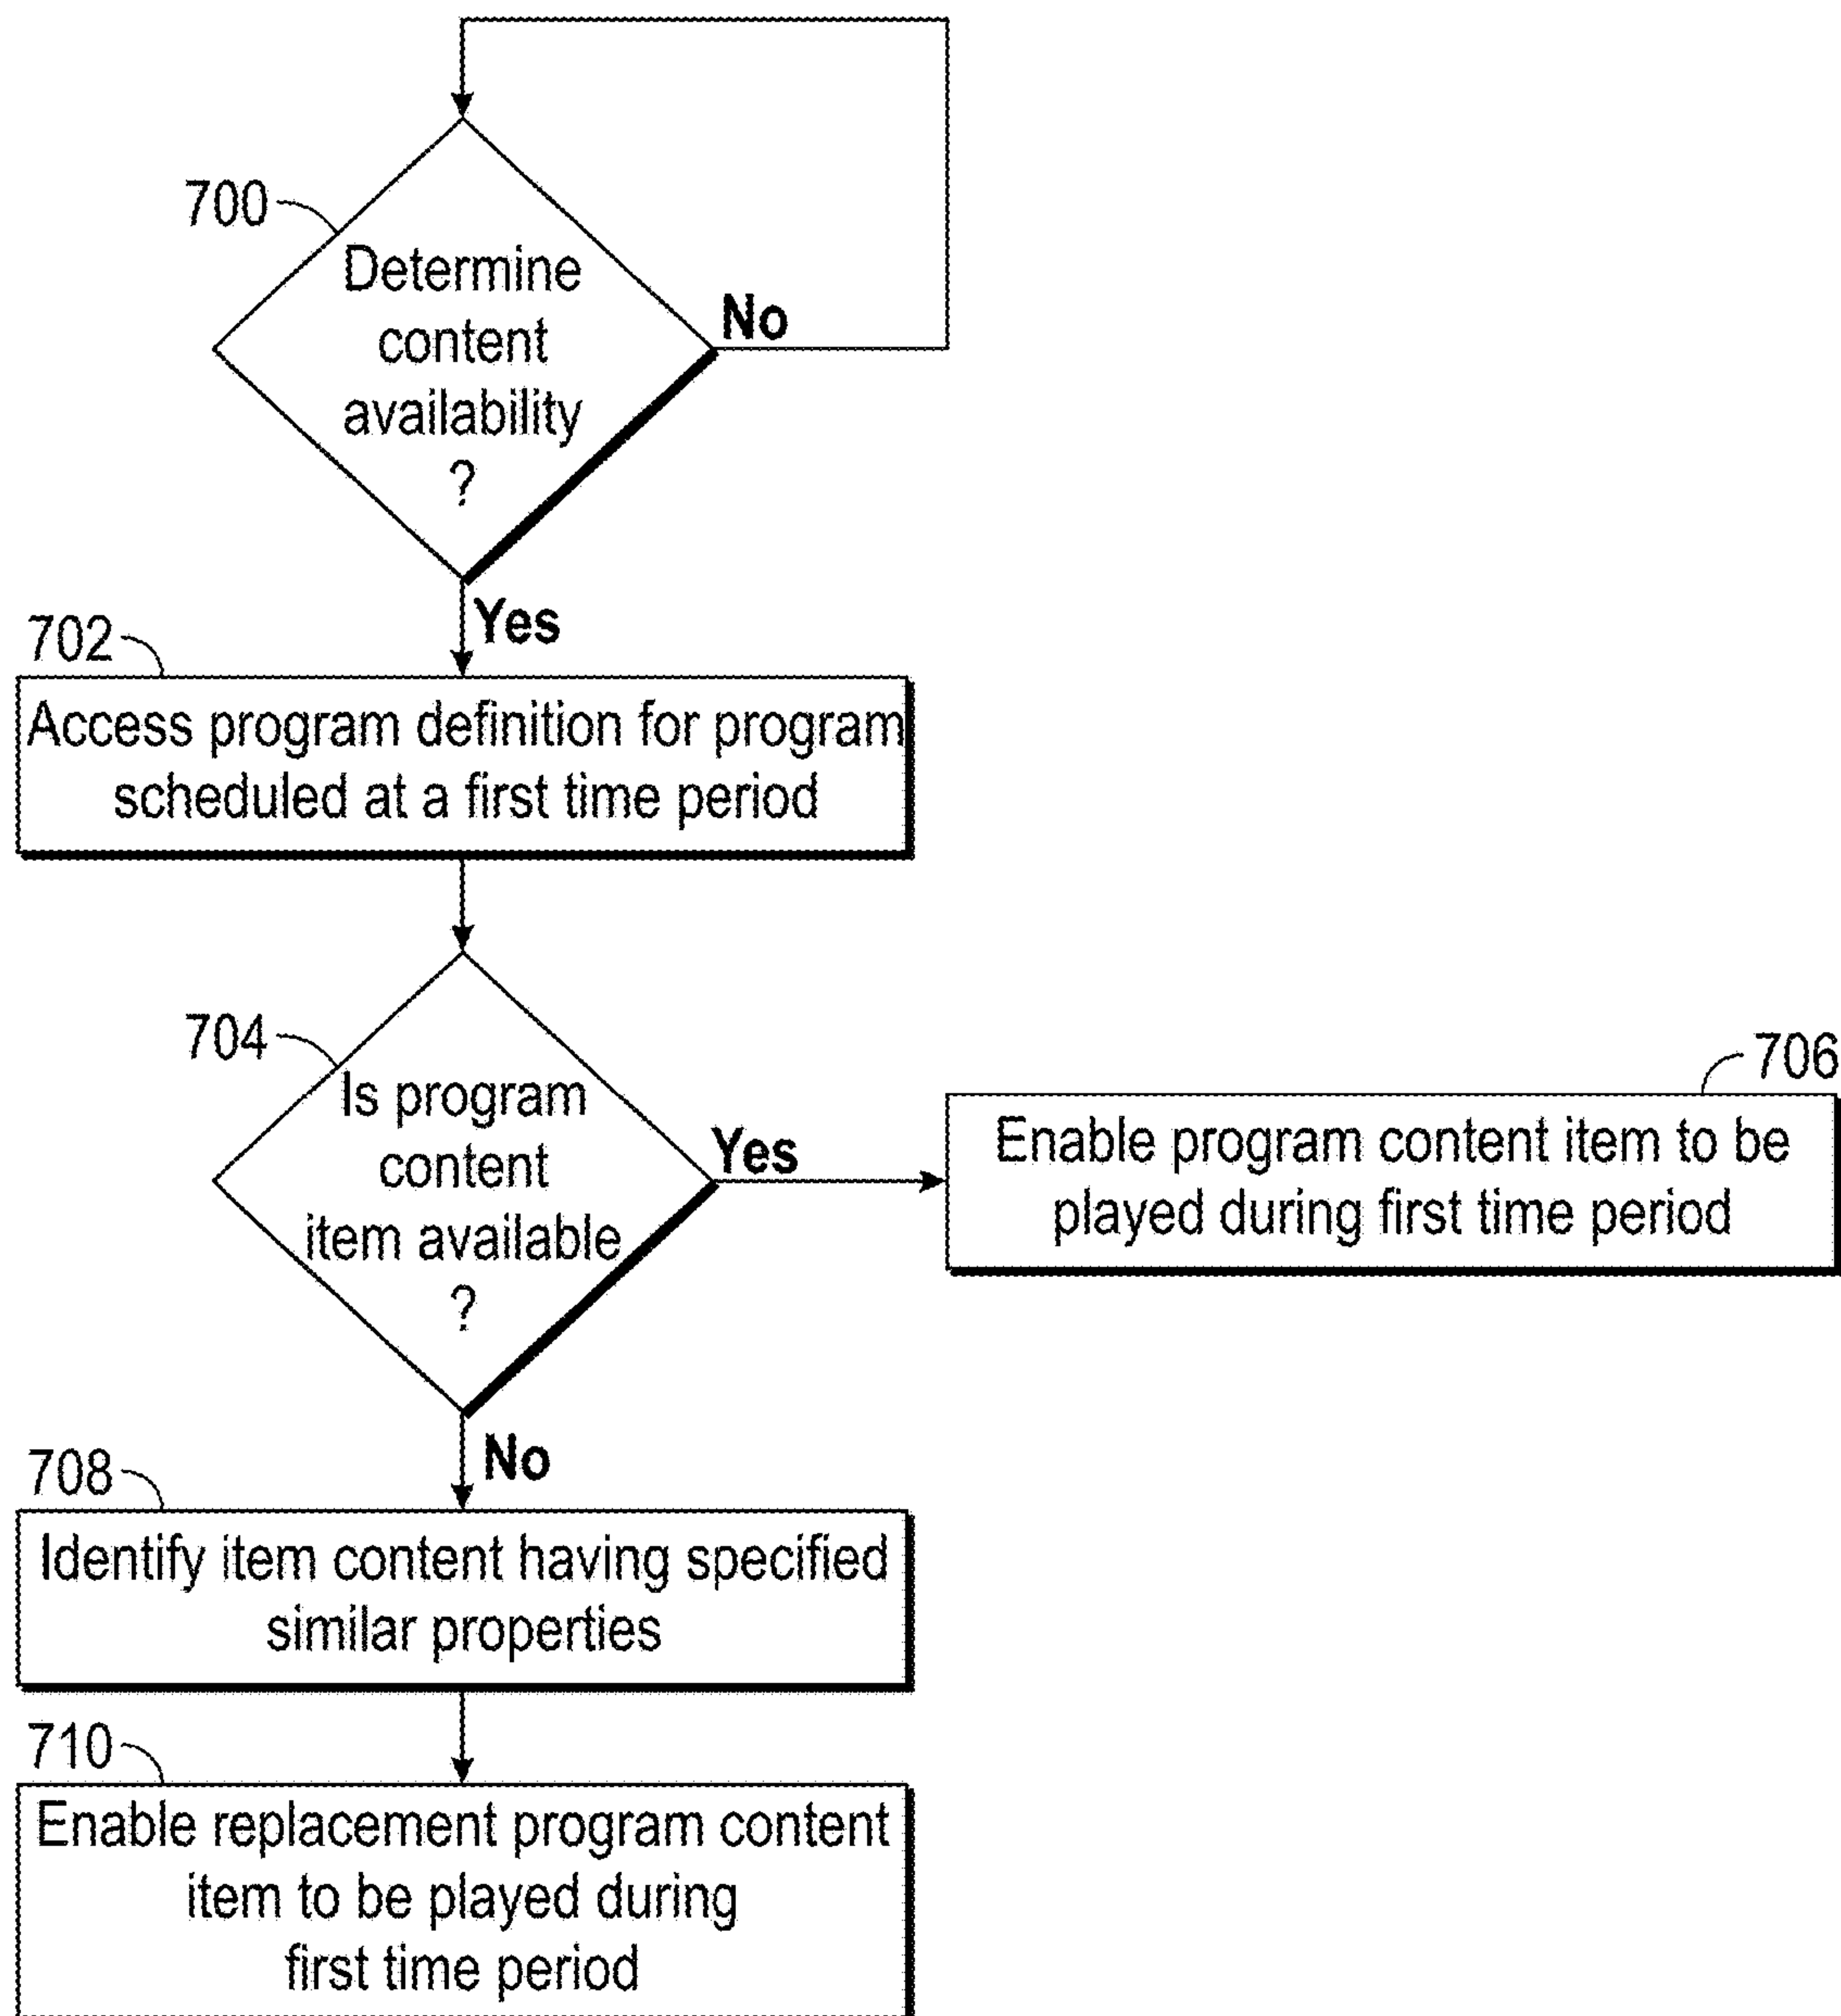 700
Determine
content
availability
?
No
Yes
702
Access program definition for program
scheduled at a first time period
704
Is program
content
item available
?
Yes
706
Enable program content item to be
played during first time period
No
708
Identify item content having specified
similar properties
710
Enable replacement program content
item to be played during
first time period